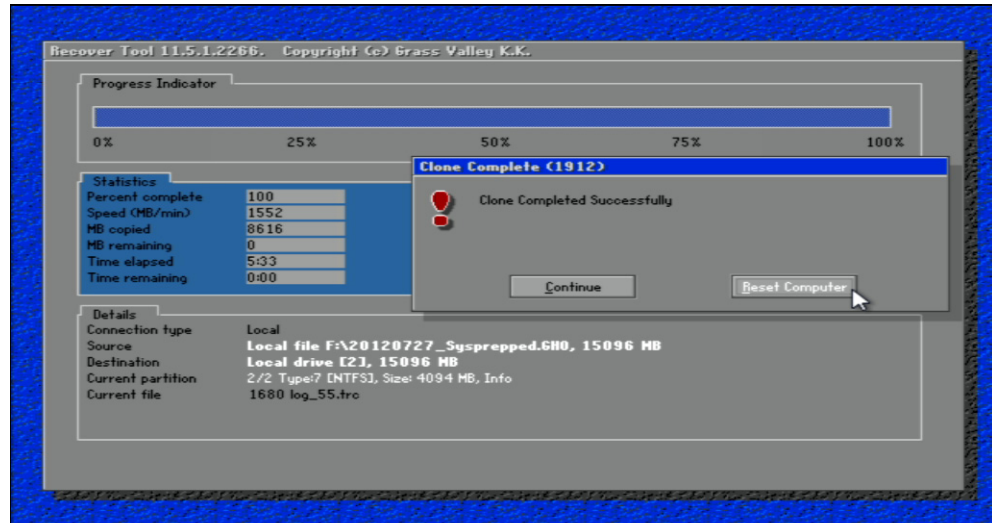 Recover Tool 11.5.1.2266.   Copyright (c) Grass Valley K.K.
Progress Indicator
0%   25%   50%   75%   100%
Clone Complete (1912)
Clone Completed Successfully
Continue   Reset Computer
Statistics
Percent complete   100
Speed (MB/min)   1552
MB copied   8616
MB remaining   0
Time elapsed   5:33
Time remaining   0:00
Details
Connection type   Local
Source   Local file F:\20120727_Sysprepped.GHO, 15096 MB
Destination   Local drive [2], 15096 MB
Current partition   2/2 Type:7 [NTFS], Size: 4094 MB, Info
Current file   1680 log_55.trc